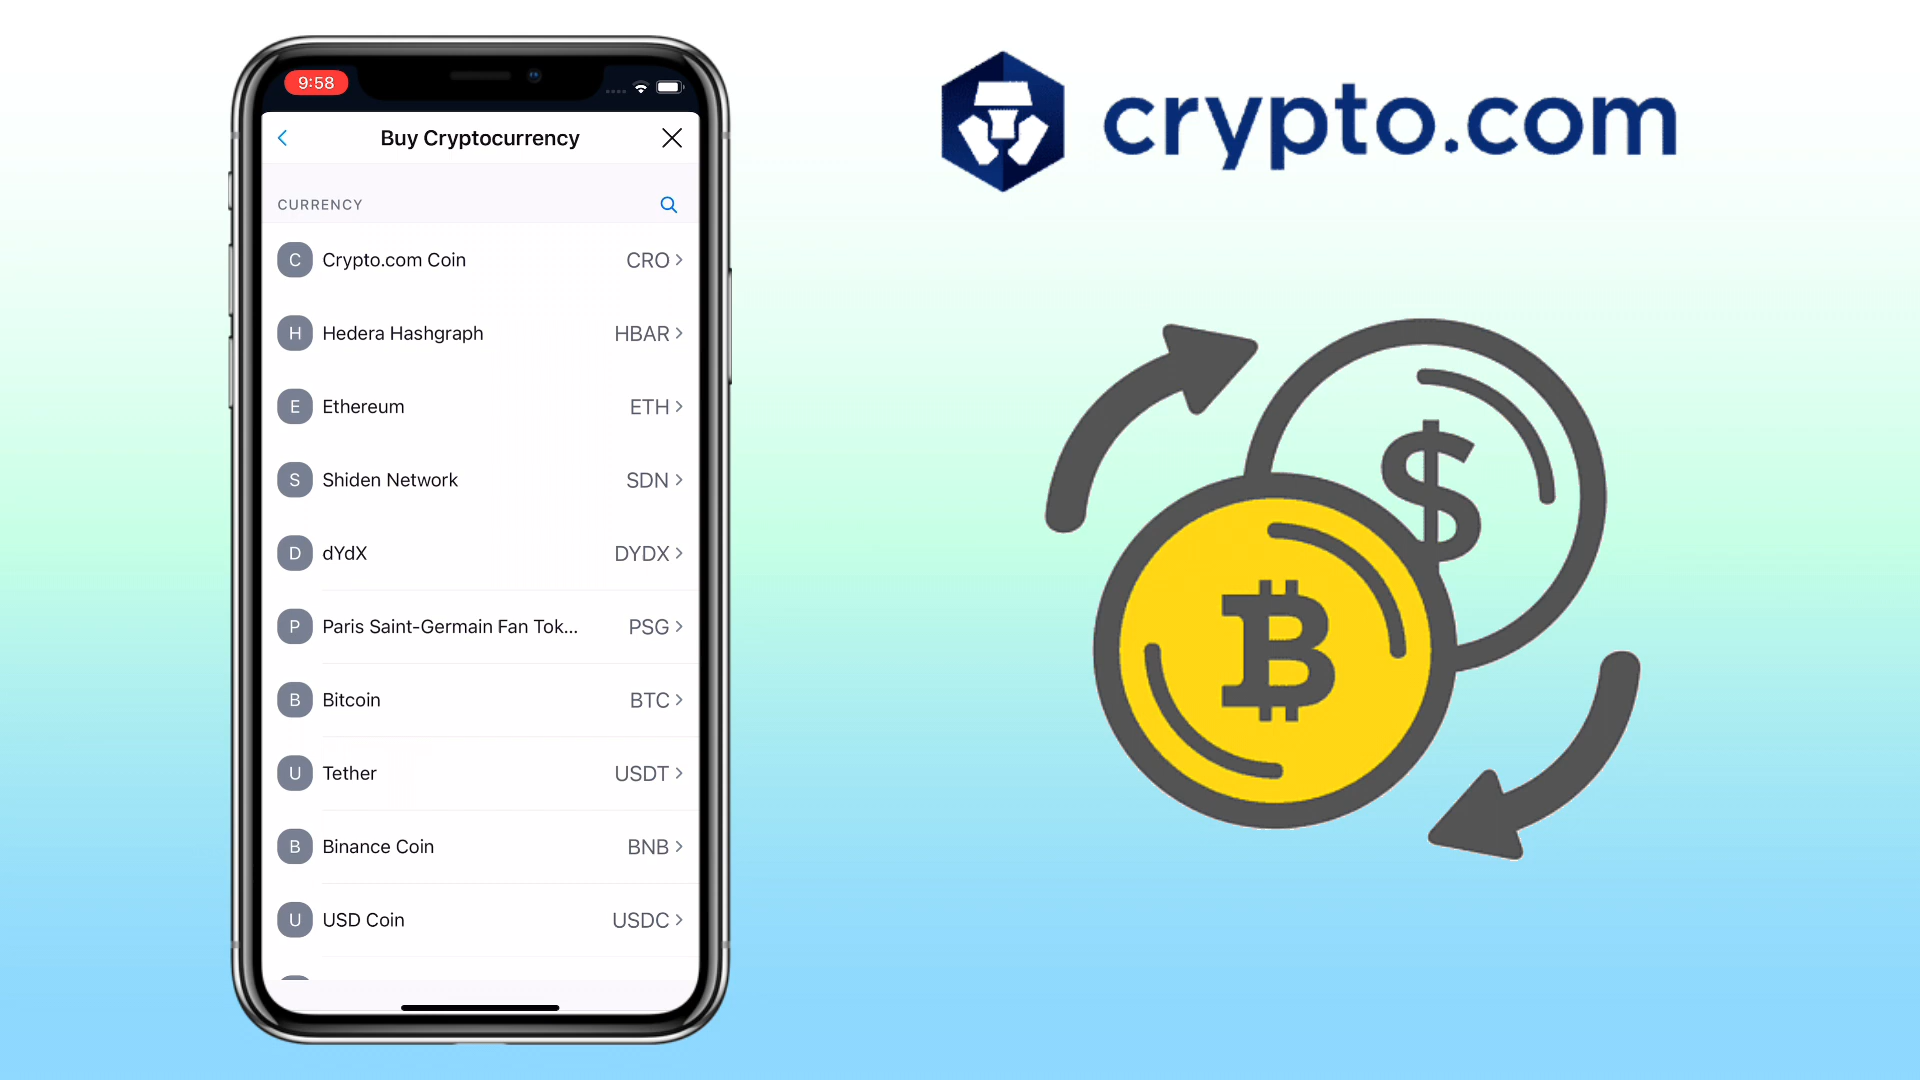 9:58
Buy Cryptocurrency
CURRENCY
C Crypto.com Coin CRO
H Hedera Hashgraph HBAR
E Ethereum ETH
S Shiden Network SDN
D dYdX DYDX
P Paris Saint-Germain Fan Tok... PSG
B Bitcoin BTC
U Tether USDT
B Binance Coin BNB
U USD Coin USDC
crypto.com
$
₿